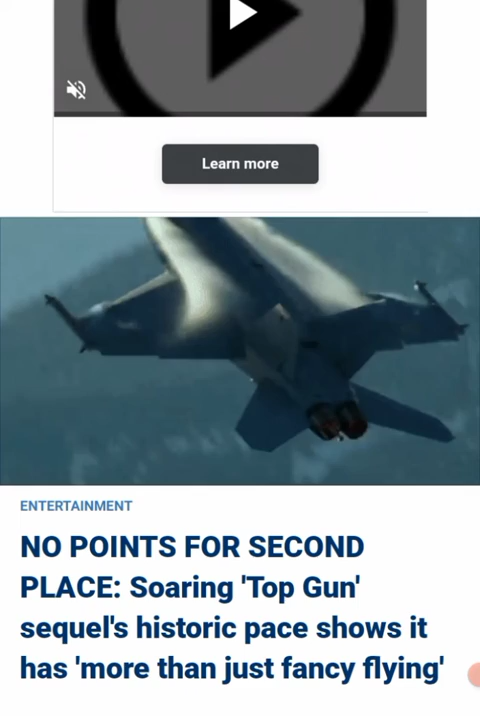 Learn more
ENTERTAINMENT
NO POINTS FOR SECOND
PLACE: Soaring 'Top Gun'
sequel's historic pace shows it
has 'more than just fancy flying'